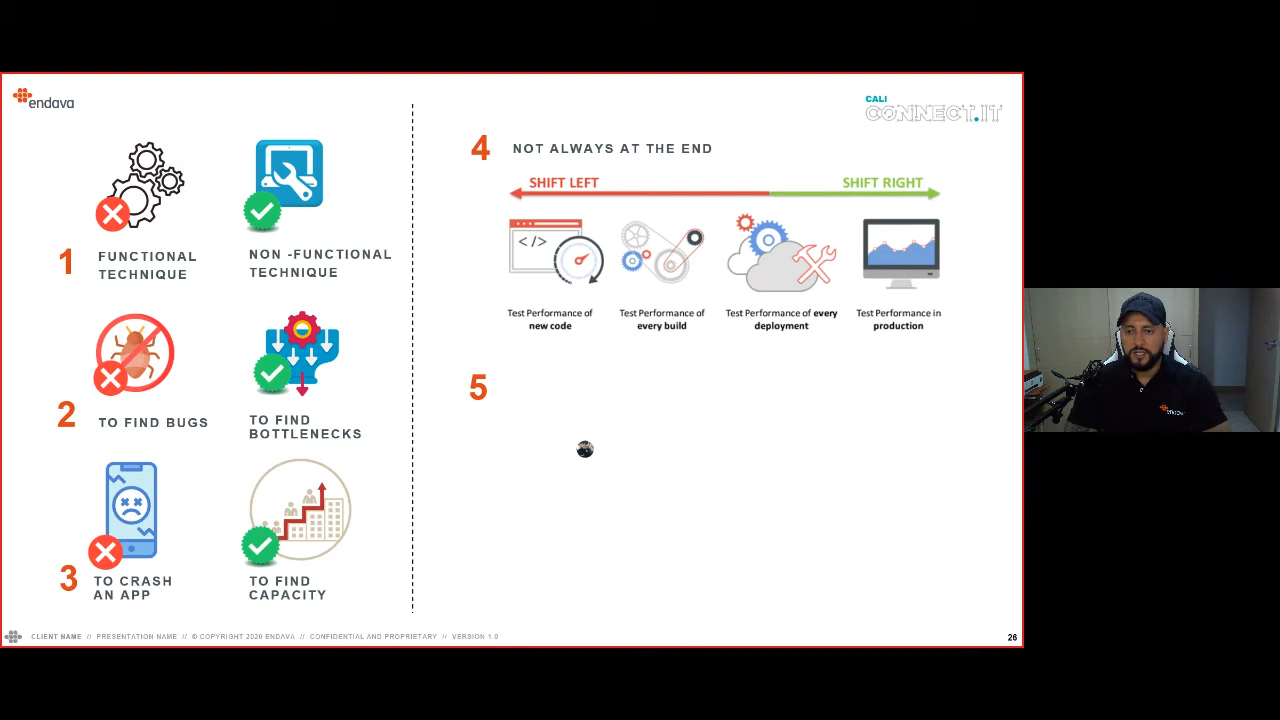 endava
CALI
CONNECT.IT
1
FUNCTIONAL
TECHNIQUE
NON -FUNCTIONAL
TECHNIQUE
2
TO FIND BUGS
TO FIND
BOTTLENECKS
3
TO CRASH
AN APP
TO FIND
CAPACITY
4
NOT ALWAYS AT THE END
SHIFT LEFT
SHIFT RIGHT
</>
Test Performance of
new code
Test Performance of
every build
Test Performance of every
deployment
Test Performance in
production
5
endava
CLIENT NAME // PRESENTATION NAME // © COPYRIGHT 2020 ENDAVA // CONFIDENTIAL AND PROPRIETARY // VERSION 1.0
26